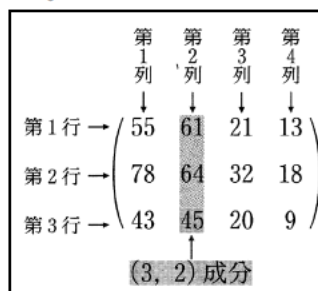 第1列 第2列 第3列 第4列
第1行→ 55 61 21 13
第2行→ 78 64 32 18
第3行→ 43 45 20 9
(3, 2) 成分